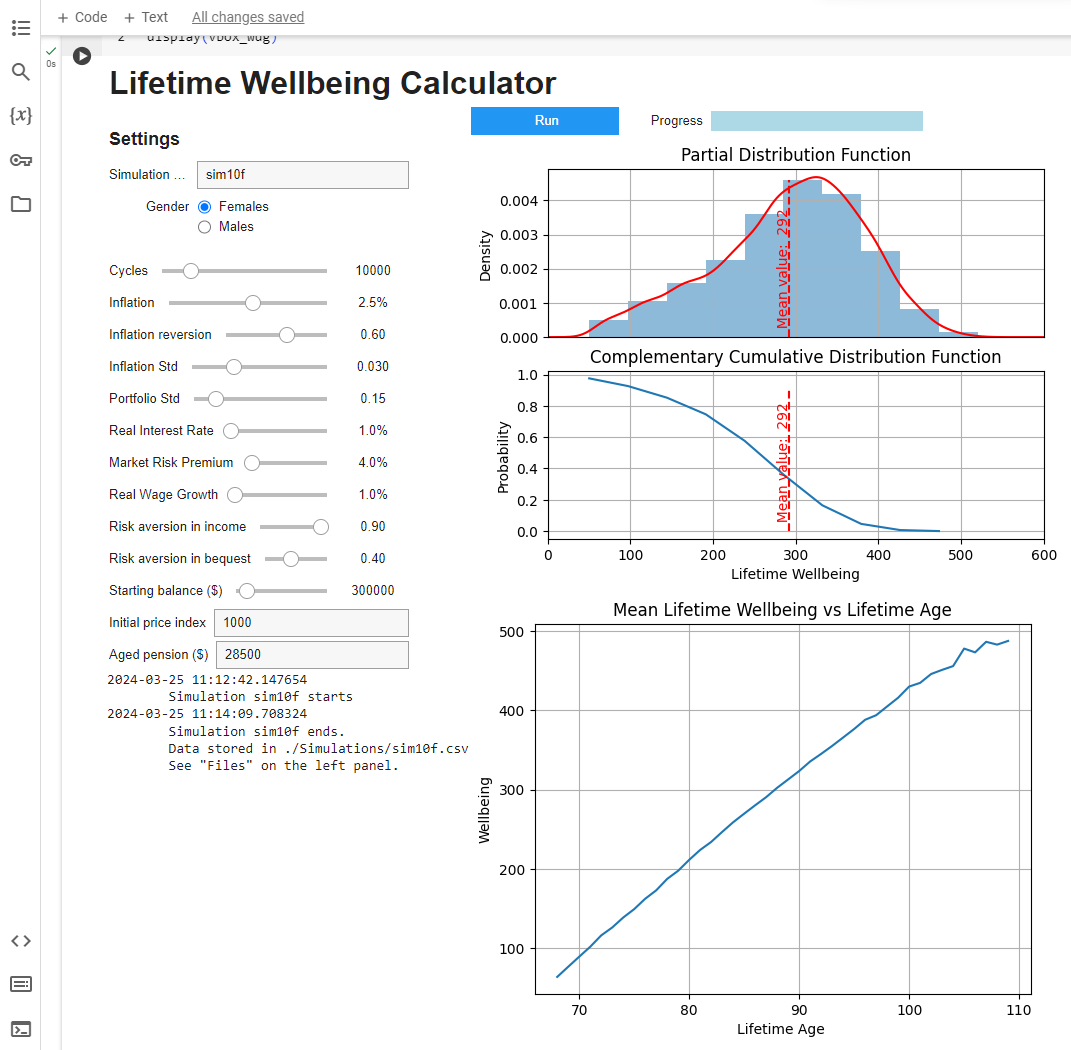 + Code + Text All changes saved
2 display(vbox_wdg)
0s
{x}
Lifetime Wellbeing Calculator
Run
Progress
Settings
Simulation ... sim10f
Gender Females
Males
Cycles 10000
Inflation 2.5%
Inflation reversion 0.60
Inflation Std 0.030
Portfolio Std 0.15
Real Interest Rate 1.0%
Market Risk Premium 4.0%
Real Wage Growth 1.0%
Risk aversion in income 0.90
Risk aversion in bequest 0.40
Starting balance ($) 300000
Initial price index 1000
Aged pension ($) 28500
2024-03-25 11:12:42.147654
Simulation sim10f starts
2024-03-25 11:14:09.708324
Simulation sim10f ends.
Data stored in ./Simulations/sim10f.csv
See "Files" on the left panel.
Partial Distribution Function
Density
0.004
0.003
0.002
0.001
0.000
Mean value: 292
Complementary Cumulative Distribution Function
Probability
1.0
0.8
0.6
0.4
0.2
0.0
Mean value: 292
0 100 200 300 400 500 600
Lifetime Wellbeing
Mean Lifetime Wellbeing vs Lifetime Age
Wellbeing
500
400
300
200
100
70 80 90 100 110
Lifetime Age